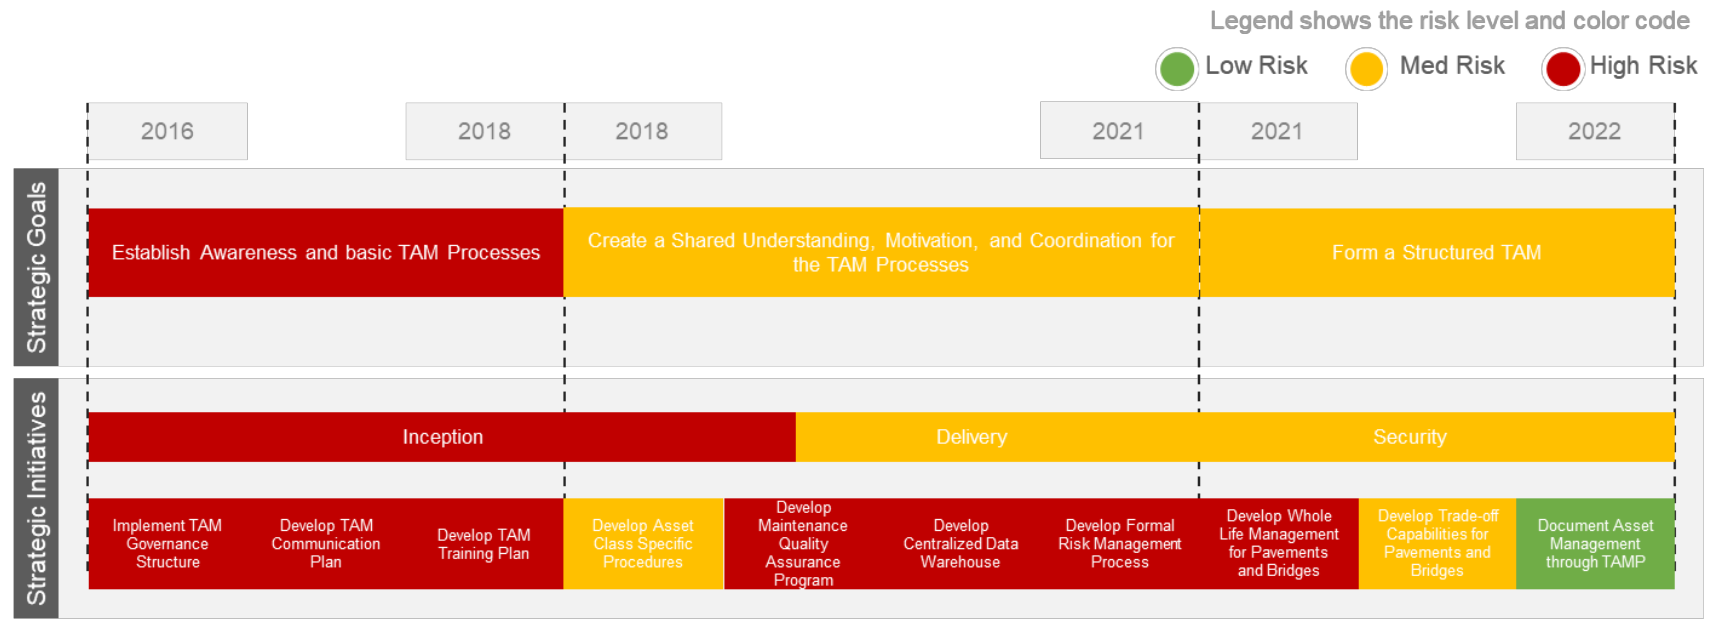 Legend shows the risk level and color code
Low Risk
Med Risk
High Risk
2016
2018
2018
2021
2021
2022
Strategic Goals
Establish Awareness and basic TAM Processes
Create a Shared Understanding, Motivation, and Coordination for
the TAM Processes
Form a Structured TAM
Strategic Initiatives
Inception
Delivery
Security
Implement TAM
Governance
Structure
Develop TAM
Communication
Plan
Develop TAM
Training Plan
Develop Asset
Class Specific
Procedures
Develop
Maintenance
Quality
Assurance
Program
Develop
Centralized Data
Warehouse
Develop Formal
Risk Management
Process
Develop Whole
Life Management
for Pavements
and Bridges
Develop Trade-off
Capabilities for
Pavements and
Bridges
Document Asset
Management
through TAMP